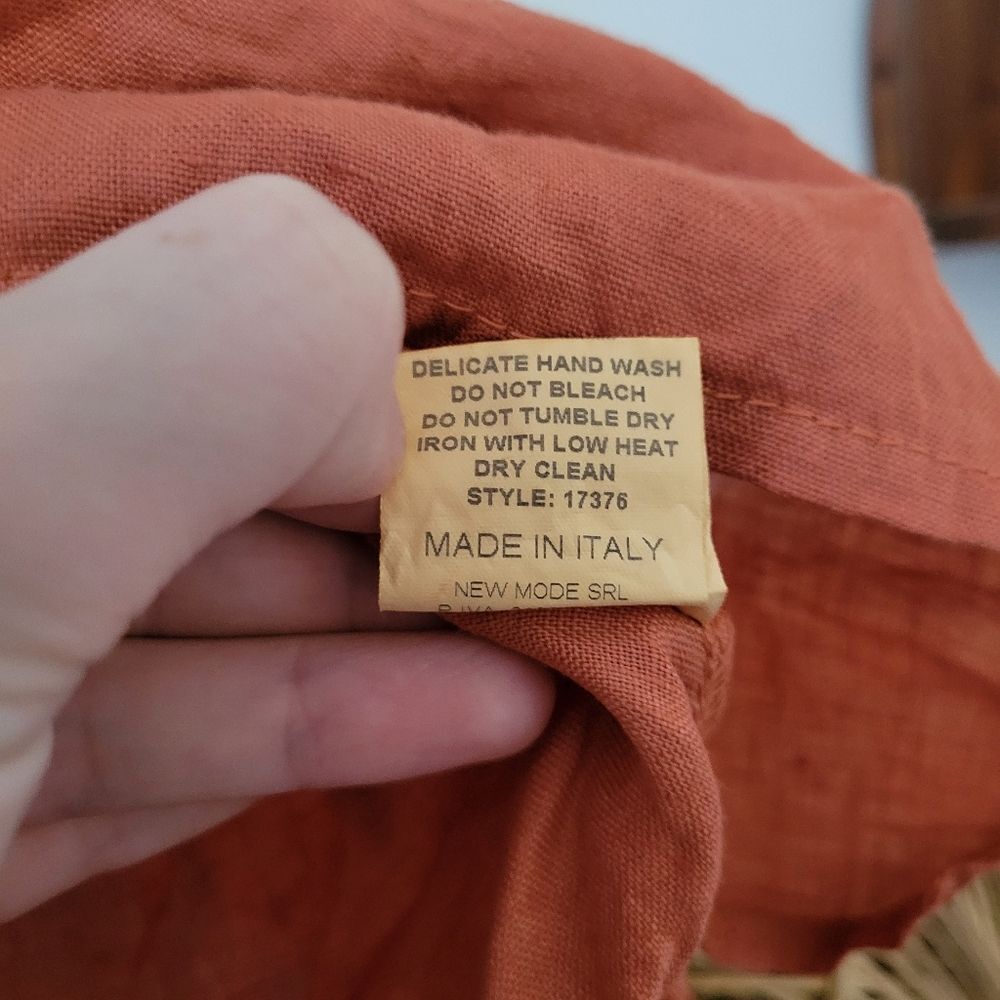 DELICATE HAND WASH
DO NOT BLEACH
DO NOT TUMBLE DRY
IRON WITH LOW HEAT
DRY CLEAN
STYLE: 17376
MADE IN ITALY
NEW MODE SRL